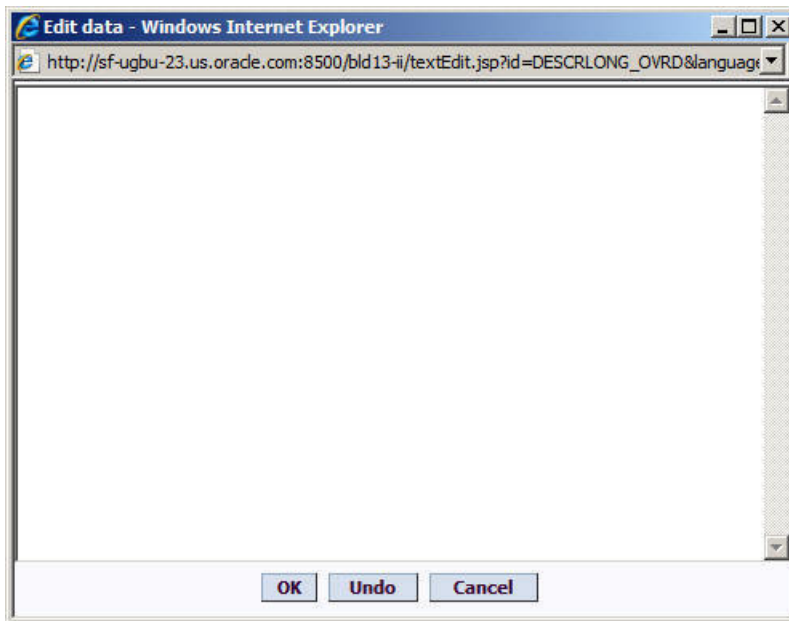 Edit data - Windows Internet Explorer
http://sf-ugbu-23.us.oracle.com:8500/bld13-ii/textEdit.jsp?id=DESCRLONG_OVRD&language
OK Undo Cancel